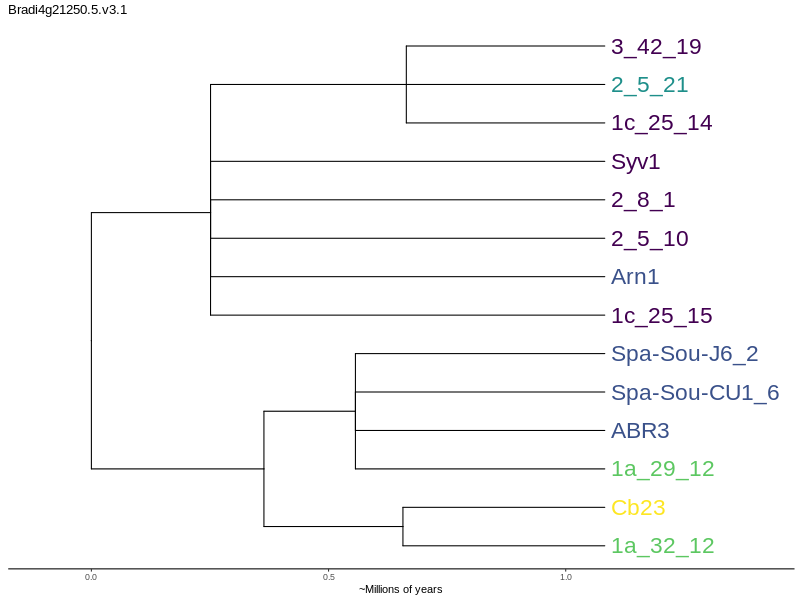 Bradi4g21250.5.v3.1
3_42_19
2_5_21
1c_25_14
Syv1
2_8_1
2_5_10
Arn1
1c_25_15
Spa-Sou-J6_2
Spa-Sou-CU1_6
ABR3
1a_29_12
Cb23
1a_32_12
0.0 0.5 1.0
~Millions of years